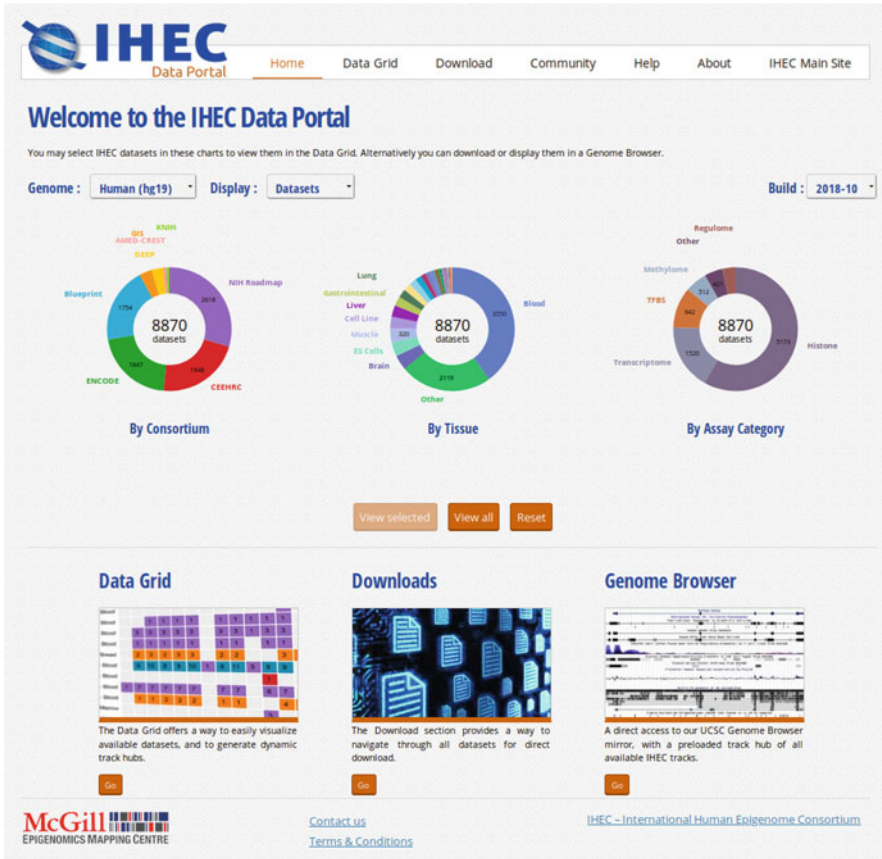 IHEC
Data Portal
Home Data Grid Download Community Help About IHEC Main Site
Welcome to the IHEC Data Portal
You may select IHEC datasets in these charts to view them in the Data Grid. Alternatively you can download or display them in a Genome Browser.
Genome : Human (hg19) Display : Datasets Build : 2018-10
KNIH
GIS
AMED-CREST
DEEP
Blueprint
NIH Roadmap
1754
8870
datasets
1847
ENCODE
CEEHRC
By Consortium
Lung
Gastrointestinal
Liver
Cell Line
Muscle
ES Cells
Brain
Blood
320
8870
datasets
2119
Other
By Tissue
Regulome
Other
Methylome
TFBS
Transcriptome
Histone
512
942
1520
8870
datasets
5173
By Assay Category
View selected View all Reset
Data Grid Downloads Genome Browser
The Data Grid offers a way to easily visualize
available datasets, and to generate dynamic
track hubs.
Go
The Download section provides a way to
navigate through all datasets for direct
download.
Go
A direct access to our UCSC Genome Browser
mirror, with a preloaded track hub of all
available IHEC tracks.
Go
McGill
EPIGENOMICS MAPPING CENTRE
Contact us
Terms & Conditions
IHEC – International Human Epigenome Consortium